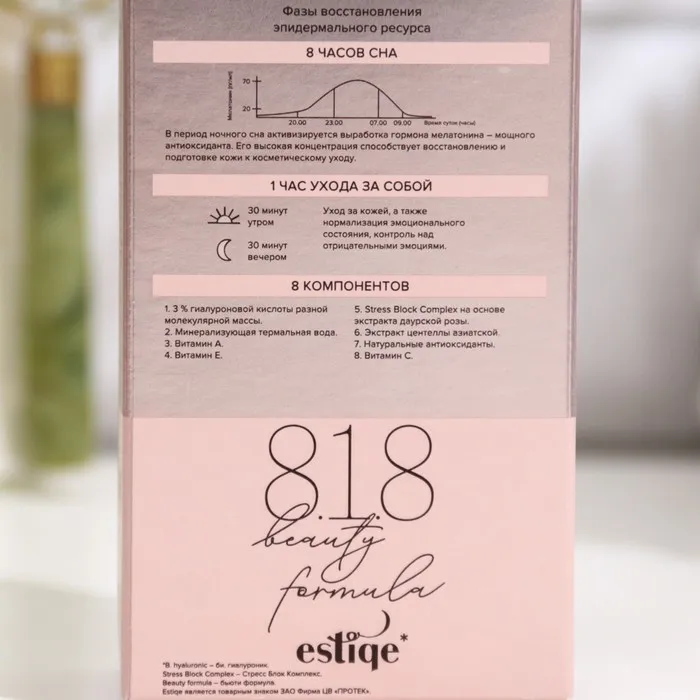 Фазы восстановления
эпидермального ресурса
8 ЧАСОВ СНА
Мелатонин (пг/мл)
70
20
20.00 23.00 07.00 09.00 Время суток (часы)
В период ночного сна активизируется выработка гормона мелатонина – мощного
антиоксиданта. Его высокая концентрация способствует восстановлению и
подготовке кожи к косметическому уходу.
1 ЧАС УХОДА ЗА СОБОЙ
30 минут
утром
30 минут
вечером
Уход за кожей, а также
нормализация эмоционального
состояния, контроль над
отрицательными эмоциями.
8 КОМПОНЕНТОВ
1. 3 % гиалуроновой кислоты разной
молекулярной массы.
2. Минерализующая термальная вода.
3. Витамин А.
4. Витамин Е.
5. Stress Block Complex на основе
экстракта даурской розы.
6. Экстракт центеллы азиатской.
7. Натуральные антиоксиданты.
8. Витамин С.
8.1.8
beauty
formula
estiqe*
*B. hyaluronic – би. гиалуроник.
Stress Block Complex – Стресс Блок Комплекс.
Beauty formula – бьюти формула.
Estiqe является товарным знаком ЗАО Фирма ЦВ «ПРОТЕК».